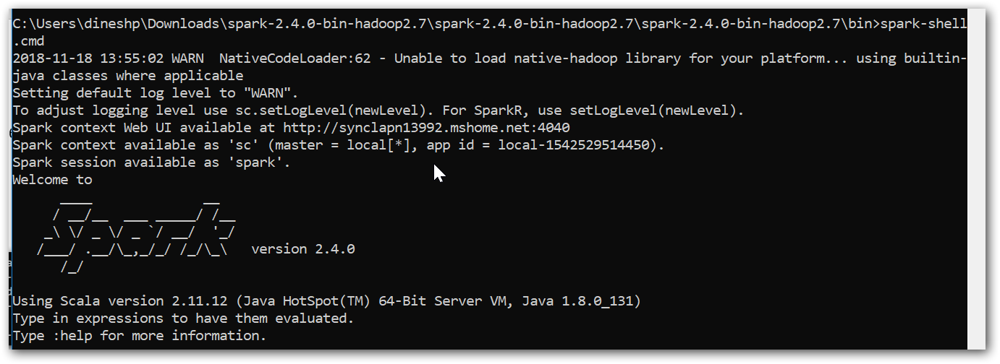 C:\Users\dineshp\Downloads\spark-2.4.0-bin-hadoop2.7\spark-2.4.0-bin-hadoop2.7\spark-2.4.0-bin-hadoop2.7\bin>spark-shell
.cmd
2018-11-18 13:55:02 WARN  NativeCodeLoader:62 - Unable to load native-hadoop library for your platform... using builtin-
java classes where applicable
Setting default log level to "WARN".
To adjust logging level use sc.setLogLevel(newLevel). For SparkR, use setLogLevel(newLevel).
Spark context Web UI available at http://synclapn13992.mshome.net:4040
Spark context available as 'sc' (master = local[*], app id = local-1542529514450).
Spark session available as 'spark'.
Welcome to
      ____              __
     / __/__  ___ _____/ /__
    _\ \/ _ \/ _ `/ __/  '_/
   /___/ .__/\_,_/_/ /_/\_\   version 2.4.0
      /_/
Using Scala version 2.11.12 (Java HotSpot(TM) 64-Bit Server VM, Java 1.8.0_131)
Type in expressions to have them evaluated.
Type :help for more information.